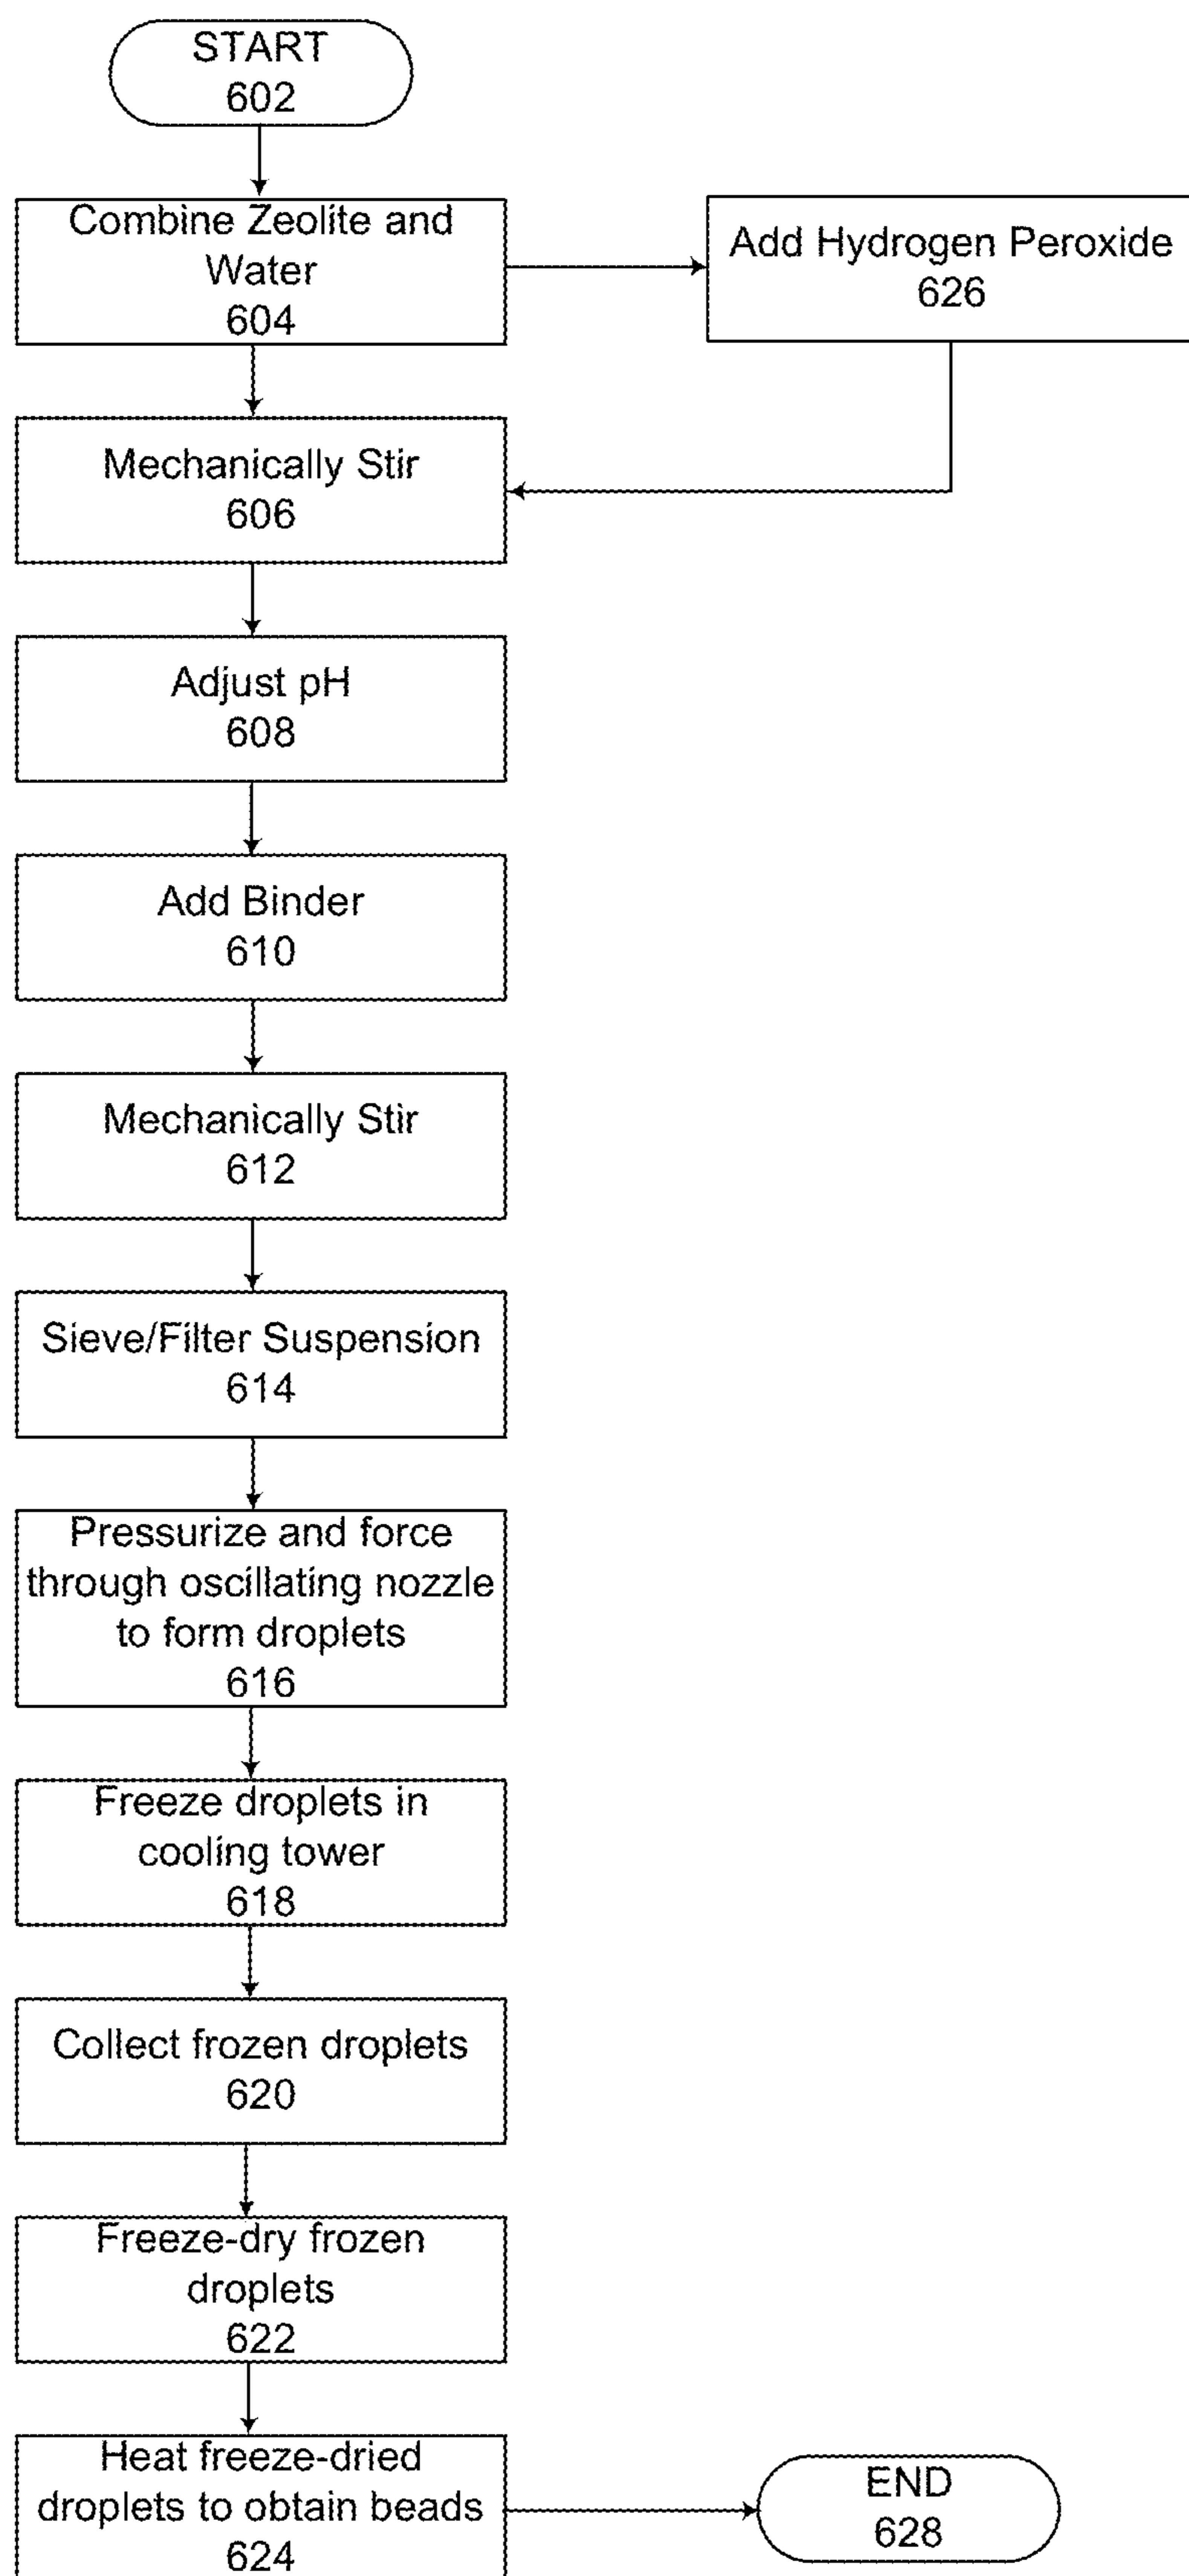 START
602
Combine Zeolite and
Water
604
Add Hydrogen Peroxide
626
Mechanically Stir
606
Adjust pH
608
Add Binder
610
Mechanically Stir
612
Sieve/Filter Suspension
614
Pressurize and force
through oscillating nozzle
to form droplets
616
Freeze droplets in
cooling tower
618
Collect frozen droplets
620
Freeze-dry frozen
droplets
622
Heat freeze-dried
droplets to obtain beads
624
END
628